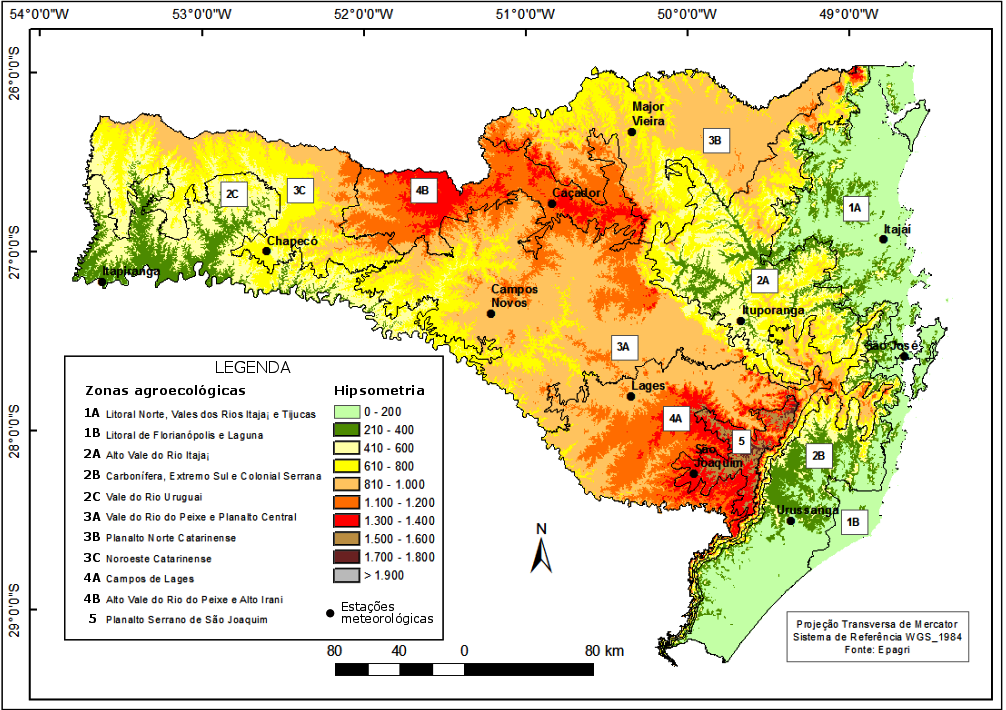 54°0'0"W 53°0'0"W 52°0'0"W 51°0'0"W 50°0'0"W 49°0'0"W
26°0'0"S
27°0'0"S
28°0'0"S
29°0'0"S
Major
Vieira
3B
2C
3C
4B
Caçador
1A
Itajaí
Chapecó
Itapiranga
2A
Campos
Novos
Ituporanga
3A
São José
Lages
4A
5
São
Joaquim
2B
Urussanga
1B
LEGENDA
Zonas agroecológicas
1A Litoral Norte, Vales dos Rios Itajaí e Tijucas
1B Litoral de Florianópolis e Laguna
2A Alto Vale do Rio Itajaí
2B Carbonífera, Extremo Sul e Colonial Serrana
2C Vale do Rio Uruguai
3A Vale do Rio do Peixe e Planalto Central
3B Planalto Norte Catarinense
3C Noroeste Catarinense
4A Campos de Lages
4B Alto Vale do Rio do Peixe e Alto Irani
5 Planalto Serrano de São Joaquim
Hipsometria
0 - 200
210 - 400
410 - 600
610 - 800
810 - 1.000
1.100 - 1.200
1.300 - 1.400
1.500 - 1.600
1.700 - 1.800
> 1.900
Estações
meteorológicas
N
80 40 0 80 km
Projeção Transversa de Mercator
Sistema de Referência WGS_1984
Fonte: Epagri